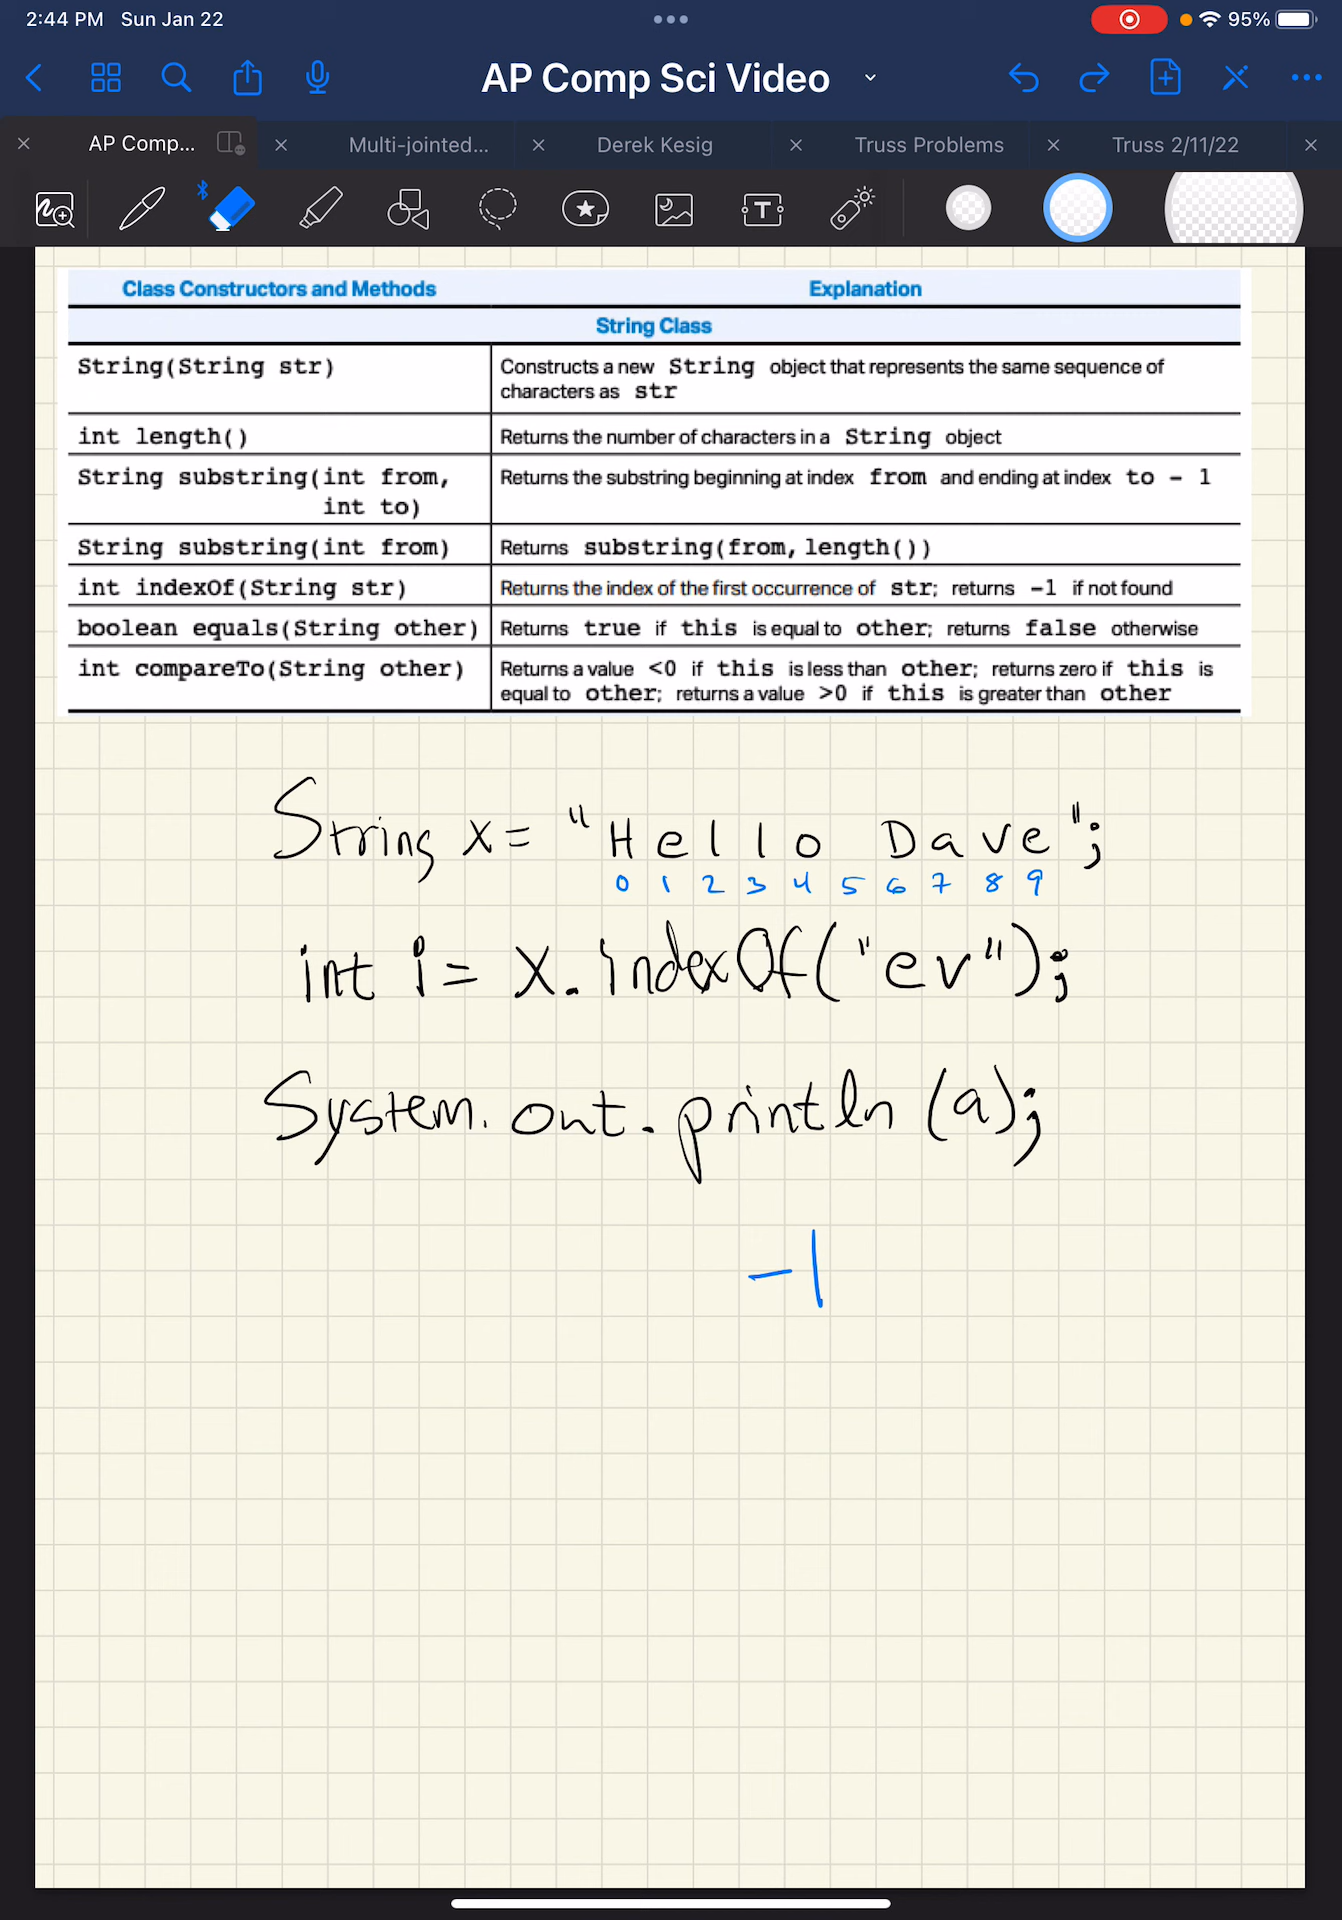 2:44 PM Sun Jan 22
95%
AP Comp Sci Video
AP Comp...
Multi-jointed...
Derek Kesig
Truss Problems
Truss 2/11/22
Class Constructors and Methods Explanation
String Class
String(String str) Constructs a new String object that represents the same sequence of
characters as str
int length() Returns the number of characters in a String object
String substring(int from, Returns the substring beginning at index from and ending at index to - 1
int to)
String substring(int from) Returns substring(from, length())
int indexOf(String str) Returns the index of the first occurrence of str; returns -1 if not found
boolean equals(String other) Returns true if this is equal to other; returns false otherwise
int compareTo(String other) Returns a value <0 if this is less than other; returns zero if this is
equal to other; returns a value >0 if this is greater than other
String x = "Hello Dave";
0 1 2 3 4 5 6 7 8 9
int i = x.indexOf("ev");
System.out.println(a);
-1